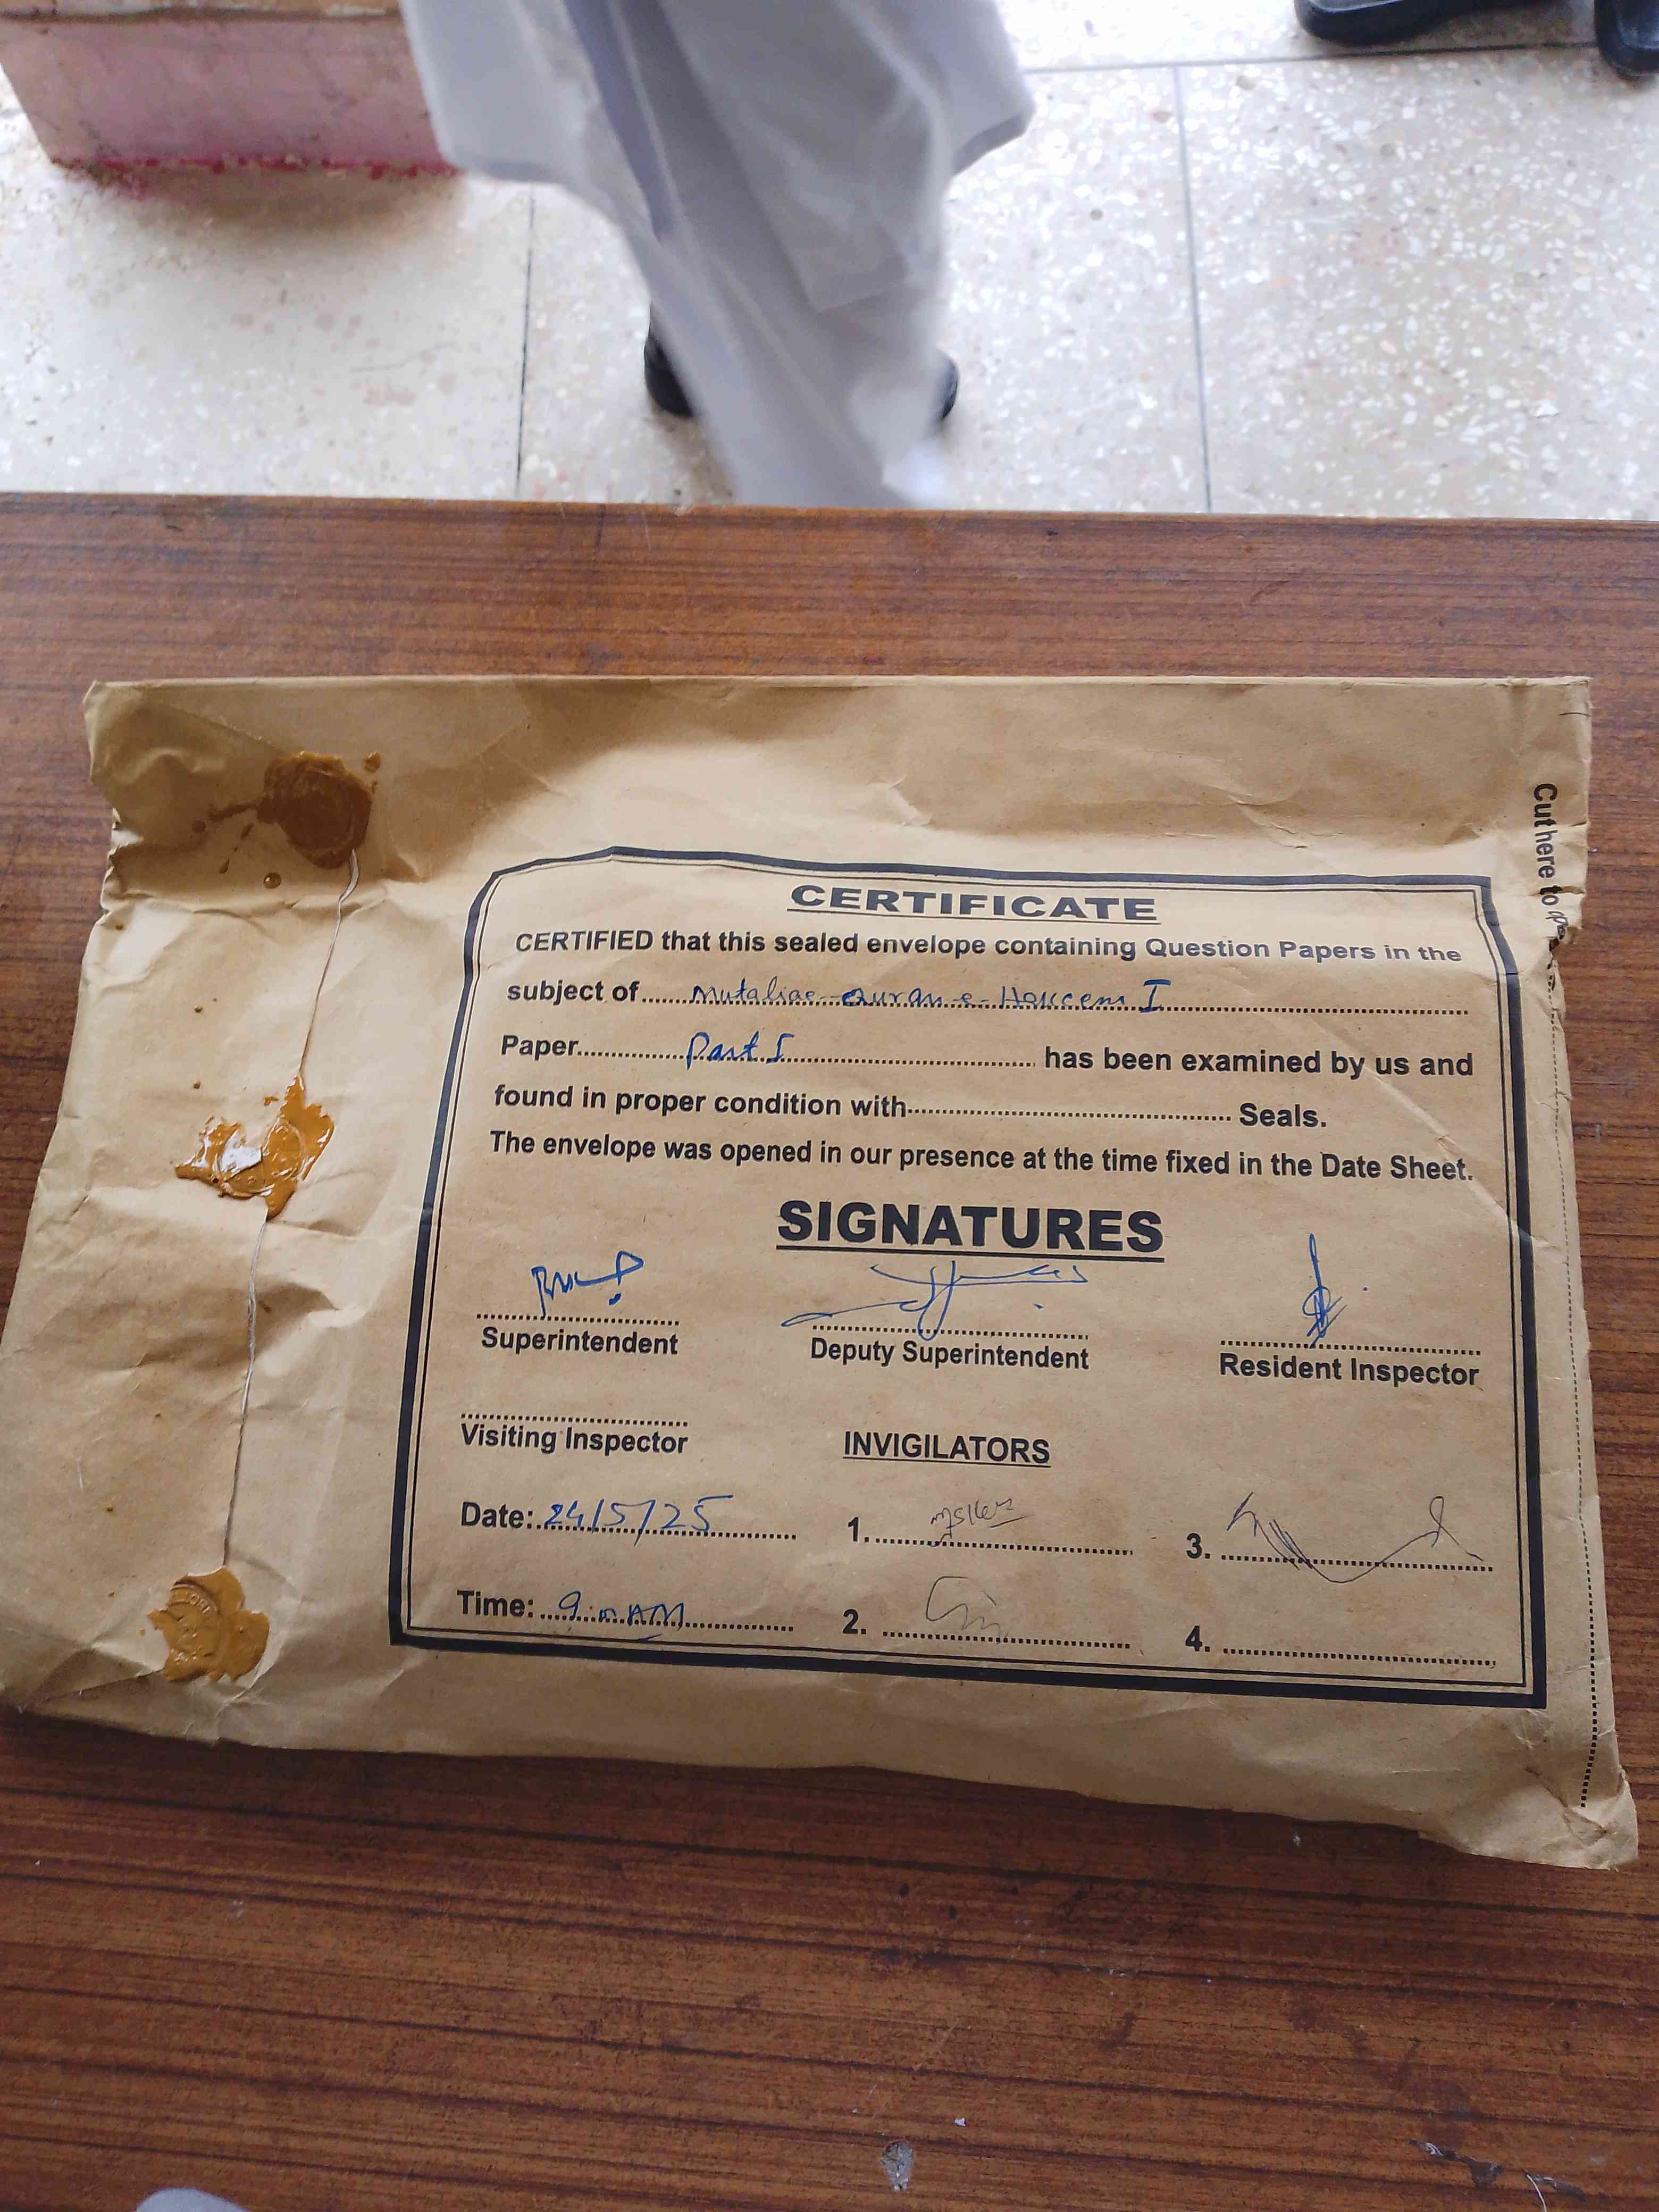 CERTIFICATE
CERTIFIED that this sealed envelope containing Question Papers in the
subject of Mutaliae-Quran-e-Hakeem I
Paper Part I has been examined by us and
found in proper condition with Seals.
The envelope was opened in our presence at the time fixed in the Date Sheet.
SIGNATURES
Superintendent Deputy Superintendent Resident Inspector
Visiting Inspector INVIGILATORS
Date: 24/5/25 1. 3.
Time: 9:00 AM 2. 4.
Cut here to open